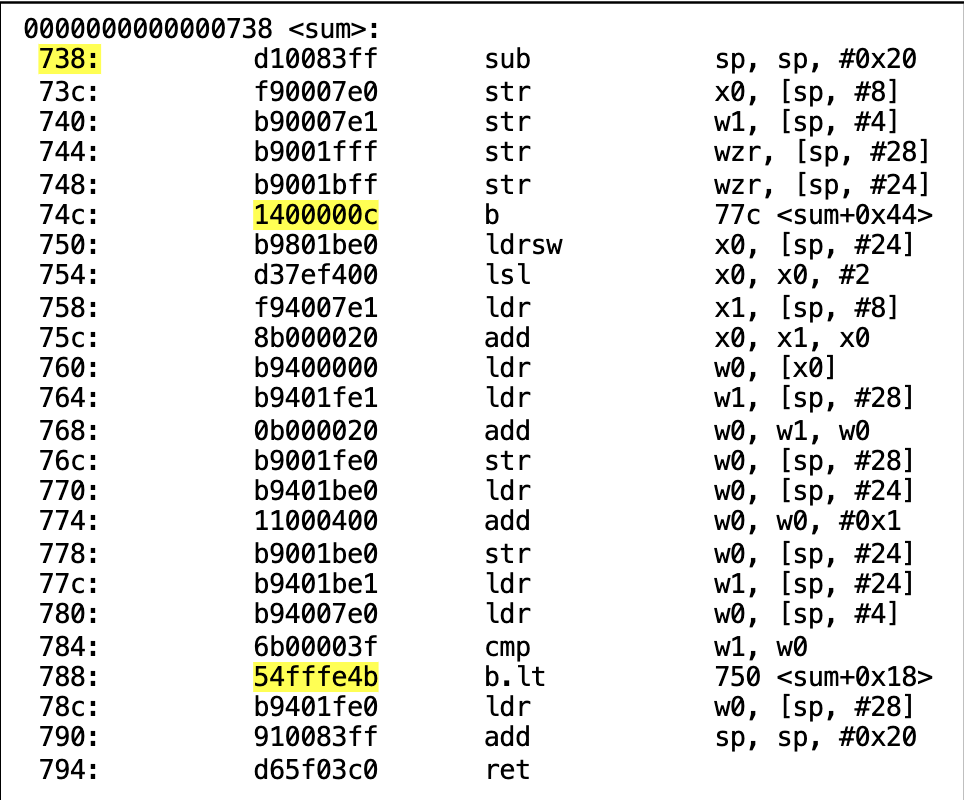 0000000000000738 <sum>:
738: d10083ff sub sp, sp, #0x20
73c: f90007e0 str x0, [sp, #8]
740: b90007e1 str w1, [sp, #4]
744: b9001fff str wzr, [sp, #28]
748: b9001bff str wzr, [sp, #24]
74c: 1400000c b 77c <sum+0x44>
750: b9801be0 ldrsw x0, [sp, #24]
754: d37ef400 lsl x0, x0, #2
758: f94007e1 ldr x1, [sp, #8]
75c: 8b000020 add x0, x1, x0
760: b9400000 ldr w0, [x0]
764: b9401fe1 ldr w1, [sp, #28]
768: 0b000020 add w0, w1, w0
76c: b9001fe0 str w0, [sp, #28]
770: b9401be0 ldr w0, [sp, #24]
774: 11000400 add w0, w0, #0x1
778: b9001be0 str w0, [sp, #24]
77c: b9401be1 ldr w1, [sp, #24]
780: b94007e0 ldr w0, [sp, #4]
784: 6b00003f cmp w1, w0
788: 54fffe4b b.lt 750 <sum+0x18>
78c: b9401fe0 ldr w0, [sp, #28]
790: 910083ff add sp, sp, #0x20
794: d65f03c0 ret